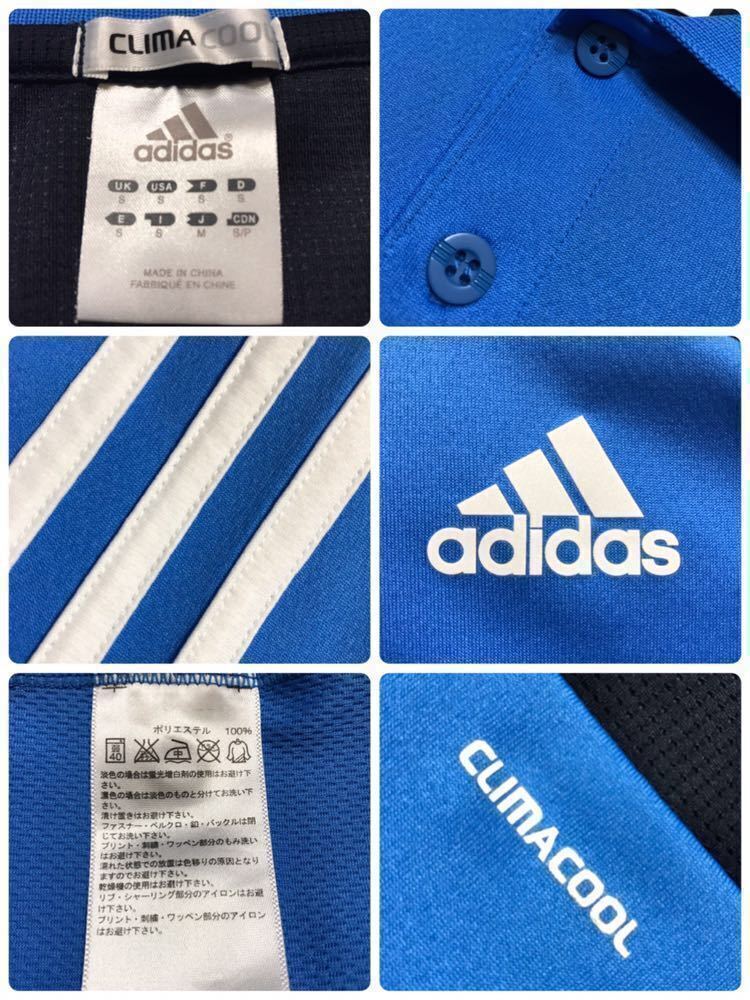 CLIMACOOL
adidas®
UK USA F D
S S S S
E I J CDN
S S M S/P
MADE IN CHINA
FABRIQUÉ EN CHINE
adidas
ポリエステル 100%
弱
40
中
淡色の場合は蛍光増白剤の使用はお避け下
さい。
濃色の場合は淡色のものと分けてお洗い下
さい。
漬け置きはお避け下さい。
ファスナー・ベルクロ・釦・バックルは閉
じてお洗い下さい。
プリント・刺繍・ワッペン部分のもみ洗い
はお避け下さい。
濡れた状態での放置は色移りの原因となり
ますのでお避け下さい。
乾燥機の使用はお避け下さい。
リブ・シャーリング部分のアイロンはお避
け下さい。
プリント・刺繍・ワッペン部分のアイロン
はお避け下さい。
CLIMACOOL